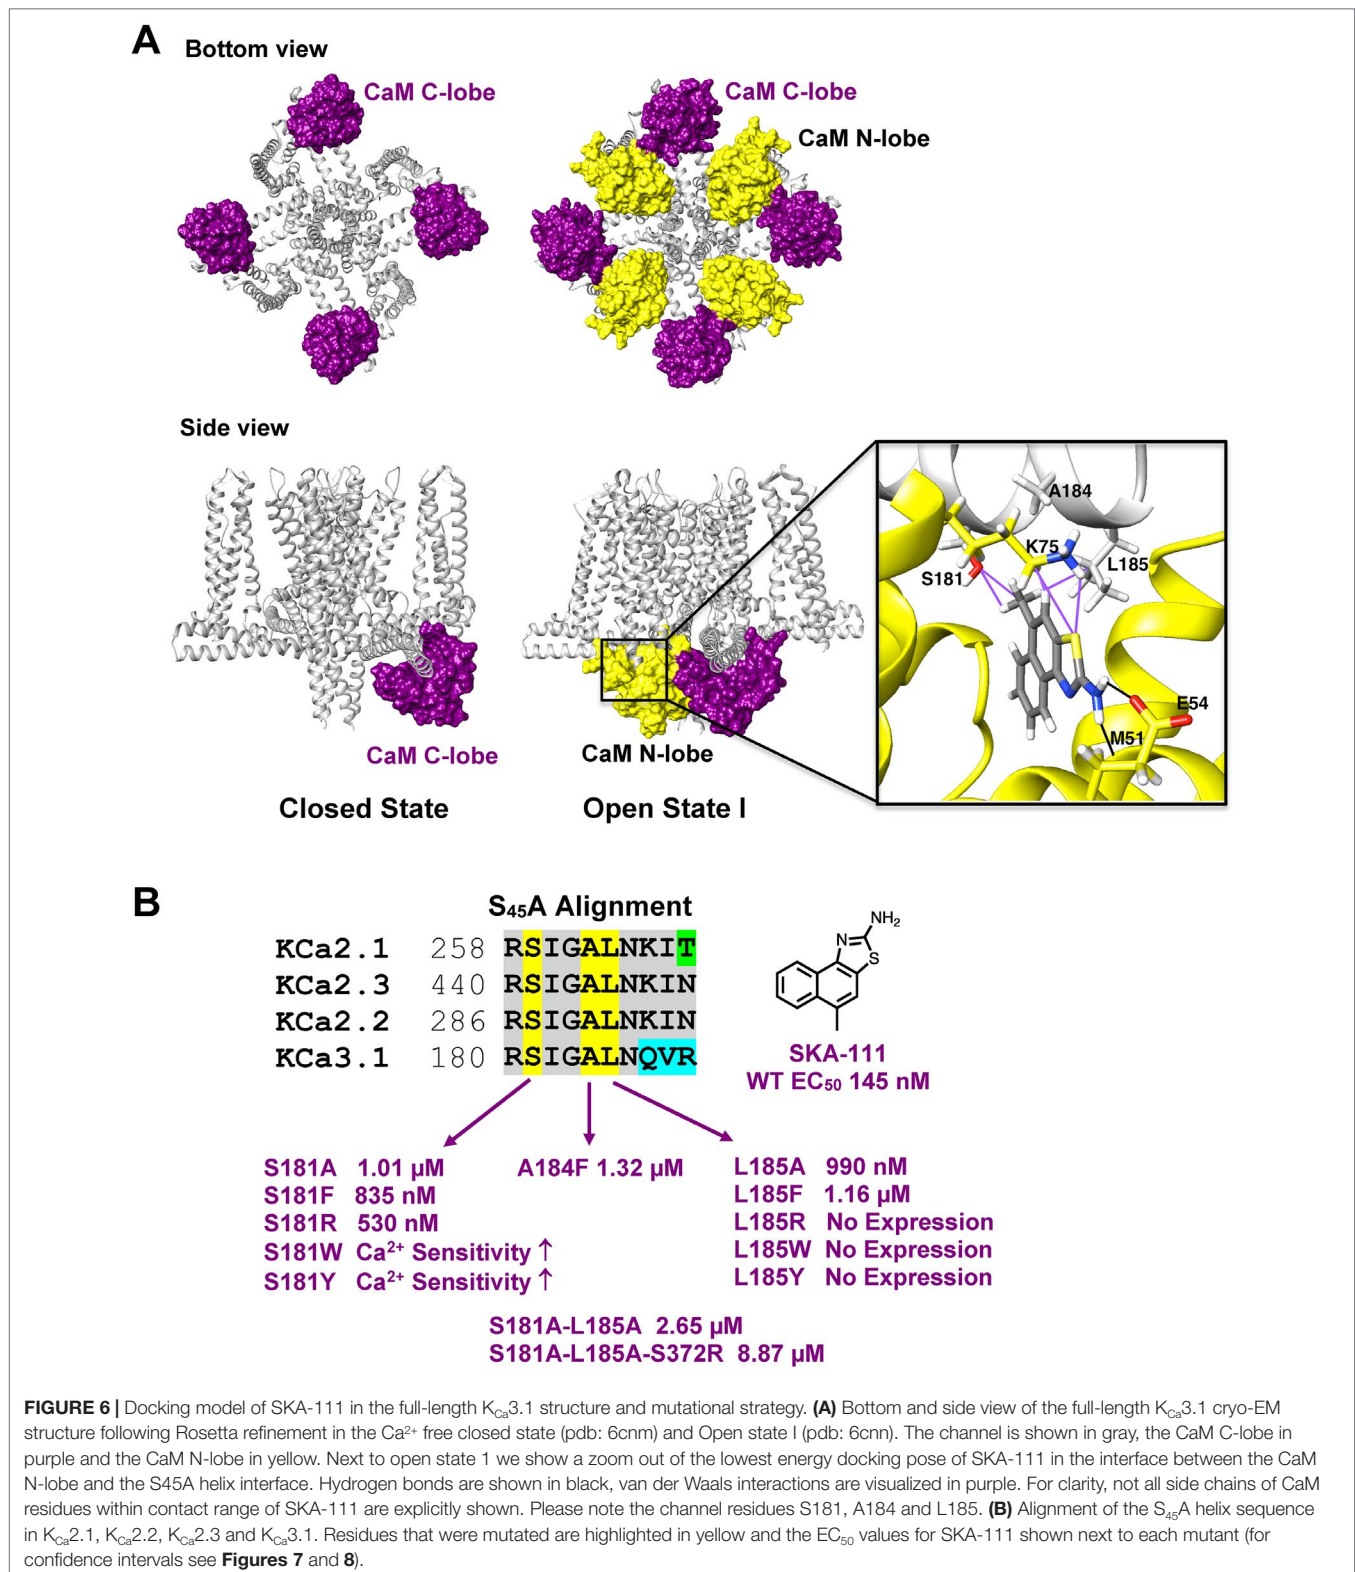 A
Bottom view
CaM C-lobe
CaM C-lobe
CaM N-lobe
Side view
A184
K75
S181
L185
E54
M51
CaM C-lobe
CaM N-lobe
Closed State
Open State I
B
S₄₅A Alignment
KCa2.1 258 RSIGALNKIT
KCa2.3 440 RSIGALNKIN
KCa2.2 286 RSIGALNKIN
KCa3.1 180 RSIGALNQVR
NH₂
N
S
SKA-111
WT EC₅₀ 145 nM
S181A 1.01 µM
S181F 835 nM
S181R 530 nM
S181W Ca²⁺ Sensitivity ↑
S181Y Ca²⁺ Sensitivity ↑
A184F 1.32 µM
L185A 990 nM
L185F 1.16 µM
L185R No Expression
L185W No Expression
L185Y No Expression
S181A-L185A 2.65 µM
S181A-L185A-S372R 8.87 µM
FIGURE 6 | Docking model of SKA-111 in the full-length K_Ca3.1 structure and mutational strategy. (A) Bottom and side view of the full-length K_Ca3.1 cryo-EM
structure following Rosetta refinement in the Ca²⁺ free closed state (pdb: 6cnm) and Open state I (pdb: 6cnn). The channel is shown in gray, the CaM C-lobe in
purple and the CaM N-lobe in yellow. Next to open state 1 we show a zoom out of the lowest energy docking pose of SKA-111 in the interface between the CaM
N-lobe and the S45A helix interface. Hydrogen bonds are shown in black, van der Waals interactions are visualized in purple. For clarity, not all side chains of CaM
residues within contact range of SKA-111 are explicitly shown. Please note the channel residues S181, A184 and L185. (B) Alignment of the S₄₅A helix sequence
in K_Ca2.1, K_Ca2.2, K_Ca2.3 and K_Ca3.1. Residues that were mutated are highlighted in yellow and the EC₅₀ values for SKA-111 shown next to each mutant (for
confidence intervals see Figures 7 and 8).